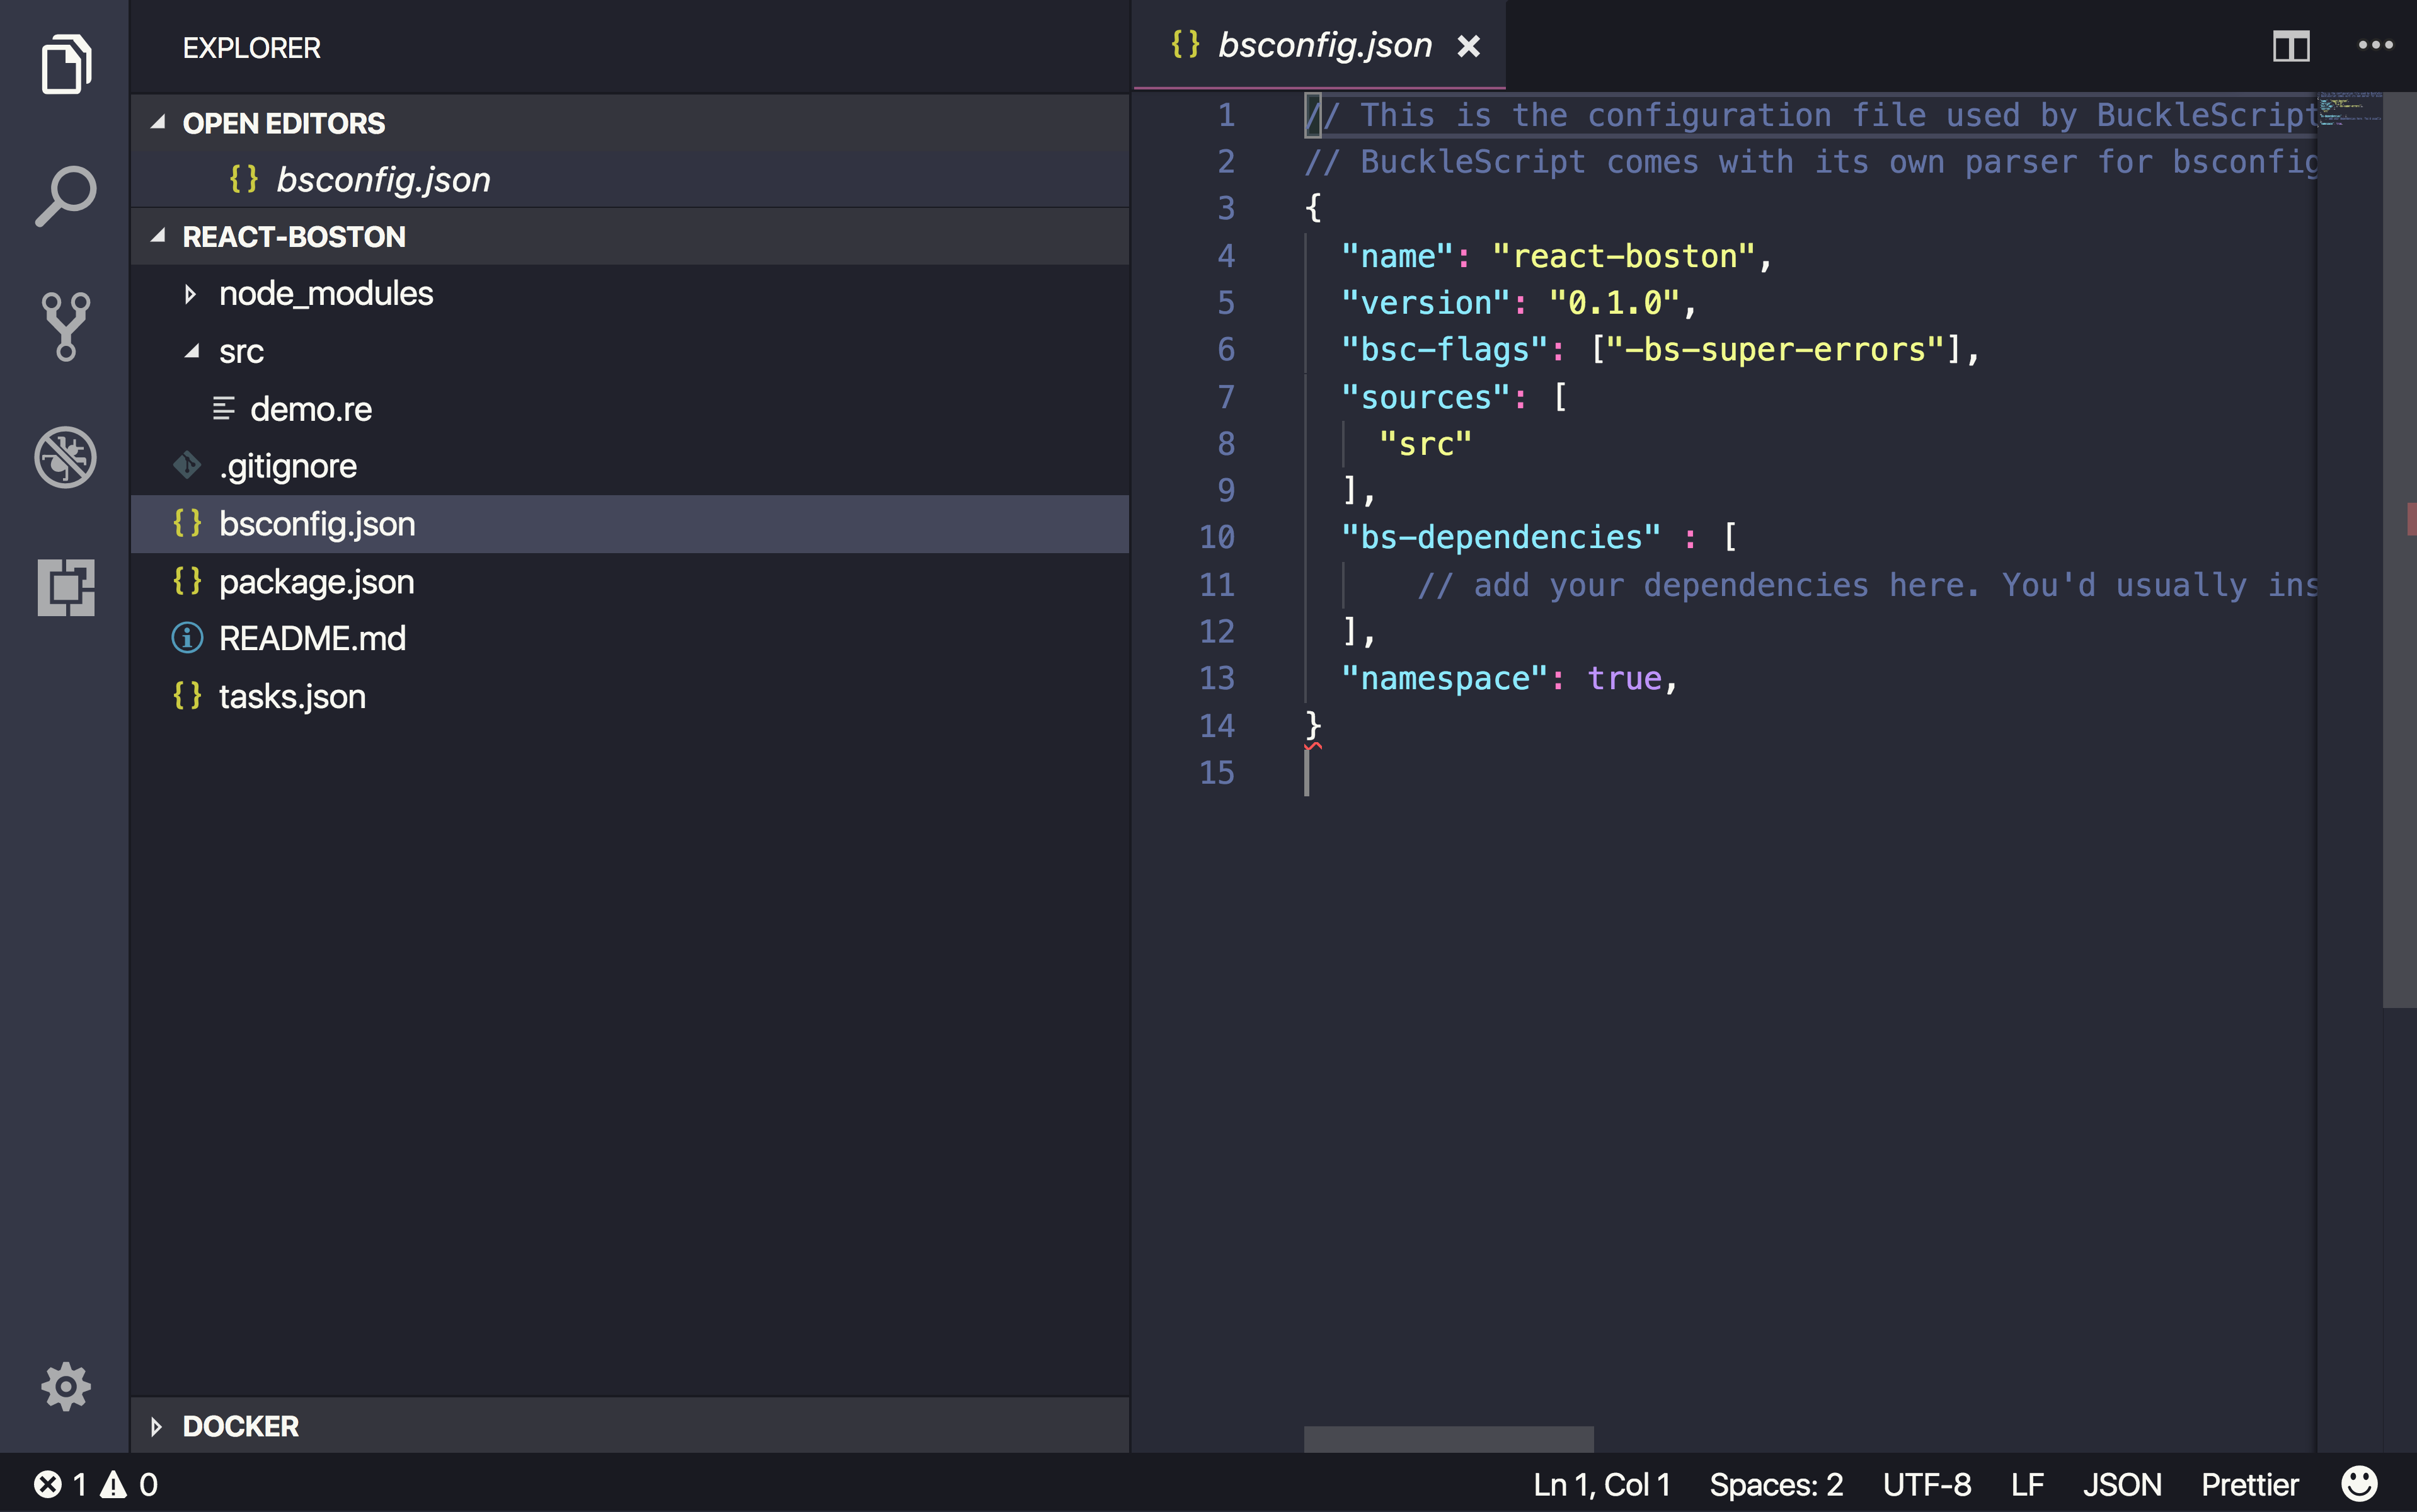 EXPLORER
OPEN EDITORS
{} bsconfig.json
REACT-BOSTON
node_modules
src
demo.re
.gitignore
{} bsconfig.json
{} package.json
README.md
{} tasks.json
DOCKER
{} bsconfig.json
1 // This is the configuration file used by BuckleScript
2 // BuckleScript comes with its own parser for bsconfig
3 {
4 "name": "react-boston",
5 "version": "0.1.0",
6 "bsc-flags": ["-bs-super-errors"],
7 "sources": [
8 "src"
9 ],
10 "bs-dependencies" : [
11 // add your dependencies here. You'd usually ins
12 ],
13 "namespace": true,
14 }
15
1 0
Ln 1, Col 1 Spaces: 2 UTF-8 LF JSON Prettier